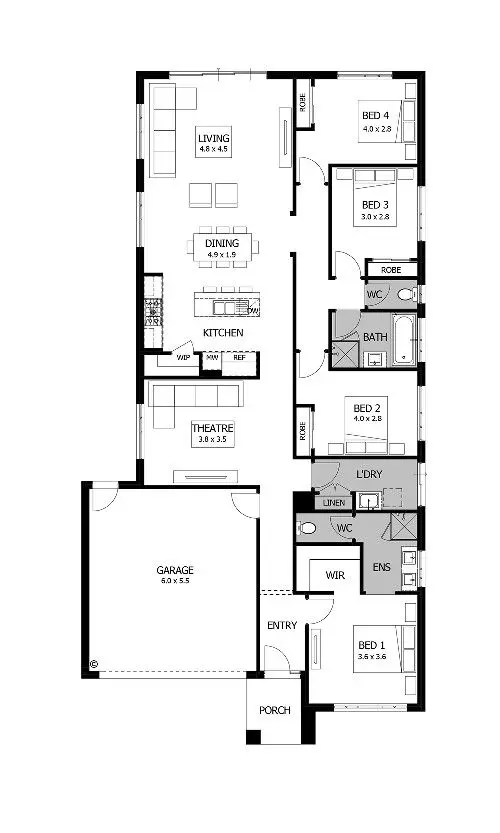 ROBE
BED 4
4.0 x 2.8
LIVING
4.8 x 4.5
BED 3
3.0 x 2.8
DINING
4.9 x 1.9
ROBE
WC
DW
KITCHEN
BATH
WIP
MW
REF
BED 2
4.0 x 2.8
THEATRE
3.8 x 3.5
ROBE
L'DRY
LINEN
WC
ENS
GARAGE
6.0 x 5.5
WIR
ENTRY
BED 1
3.6 x 3.6
©
PORCH